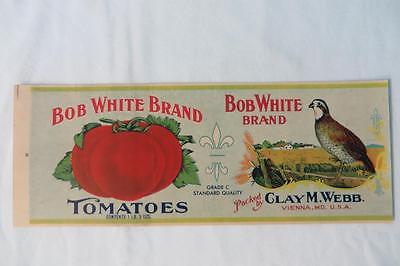 BOB WHITE BRAND
TOMATOES
CONTENTS 1 LB. 3 OZS.
GRADE C
STANDARD QUALITY
BOB WHITE
BRAND
Packed by
CLAY M. WEBB.
VIENNA, MD. U.S.A.